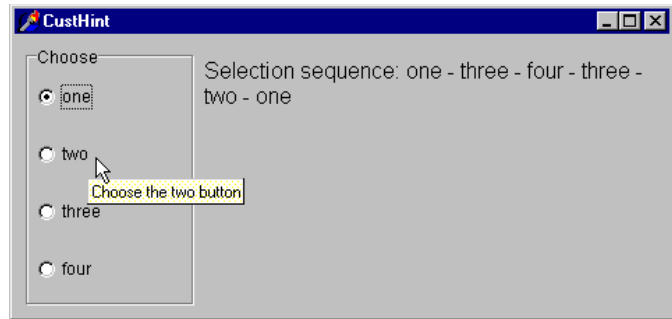 CustHint
Choose
one
two
three
four
Choose the two button
Selection sequence: one - three - four - three -
two - one